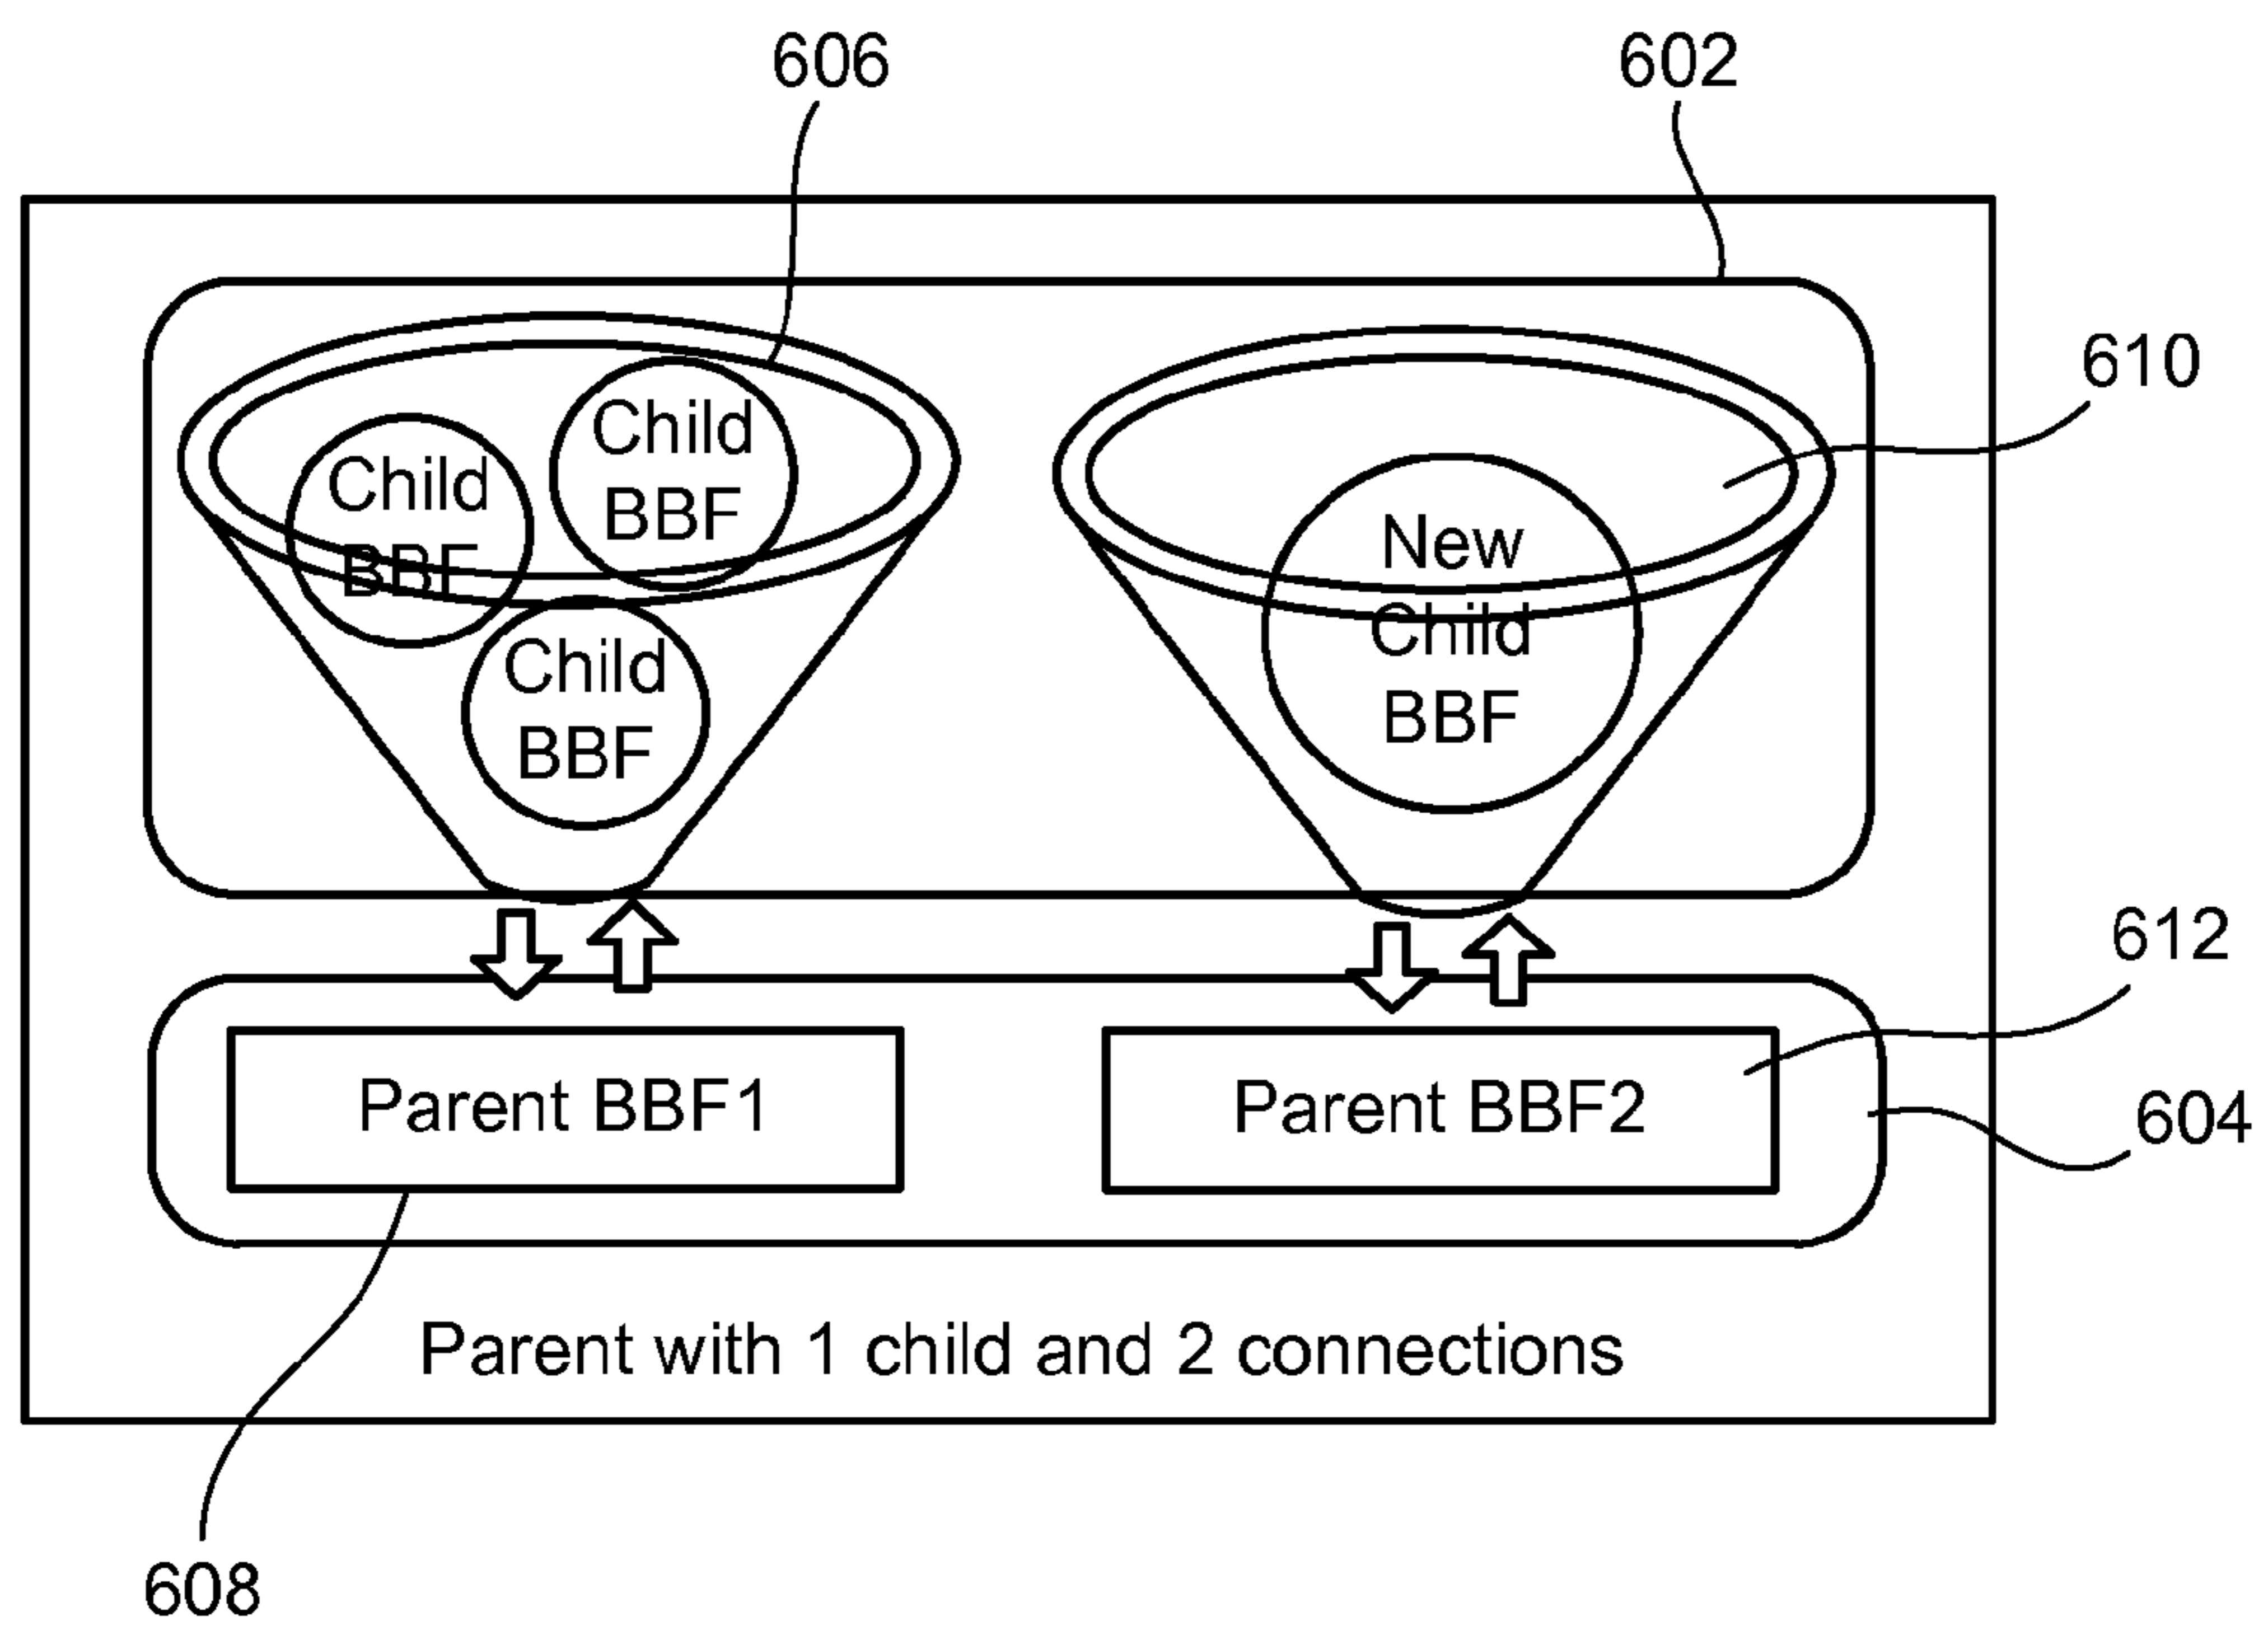 606
602
610
Child
BBF
Child
BBF
Child
BBF
New
Child
BBF
612
Parent BBF1
Parent BBF2
604
Parent with 1 child and 2 connections
608